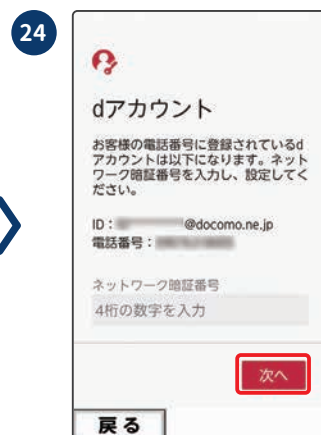 24
dアカウント
お客様の電話番号に登録されているd
アカウントは以下になります。ネット
ワーク暗証番号を入力し、設定してく
ださい。
ID： @docomo.ne.jp
電話番号：
ネットワーク暗証番号
4桁の数字を入力
次へ
戻る